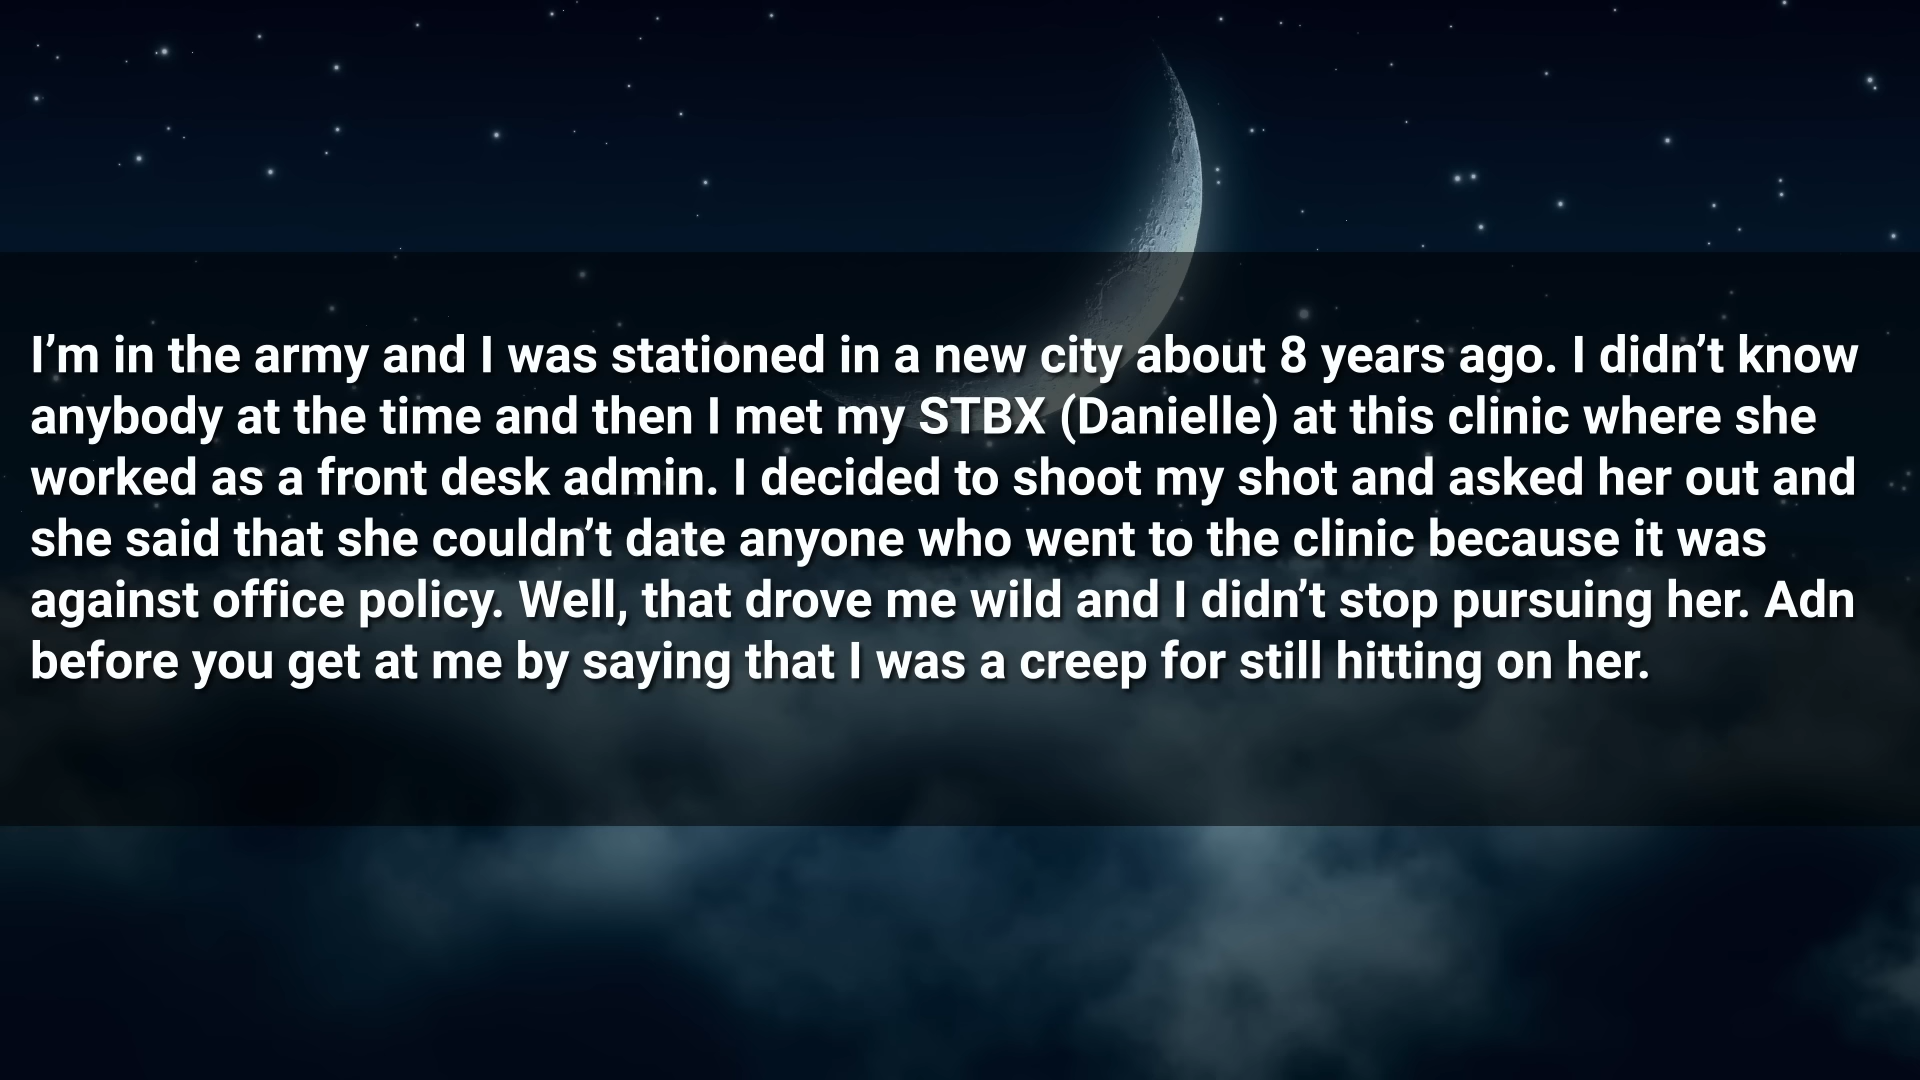 I’m in the army and I was stationed in a new city about 8 years ago. I didn’t know
anybody at the time and then I met my STBX (Danielle) at this clinic where she
worked as a front desk admin. I decided to shoot my shot and asked her out and
she said that she couldn’t date anyone who went to the clinic because it was
against office policy. Well, that drove me wild and I didn’t stop pursuing her. Adn
before you get at me by saying that I was a creep for still hitting on her.